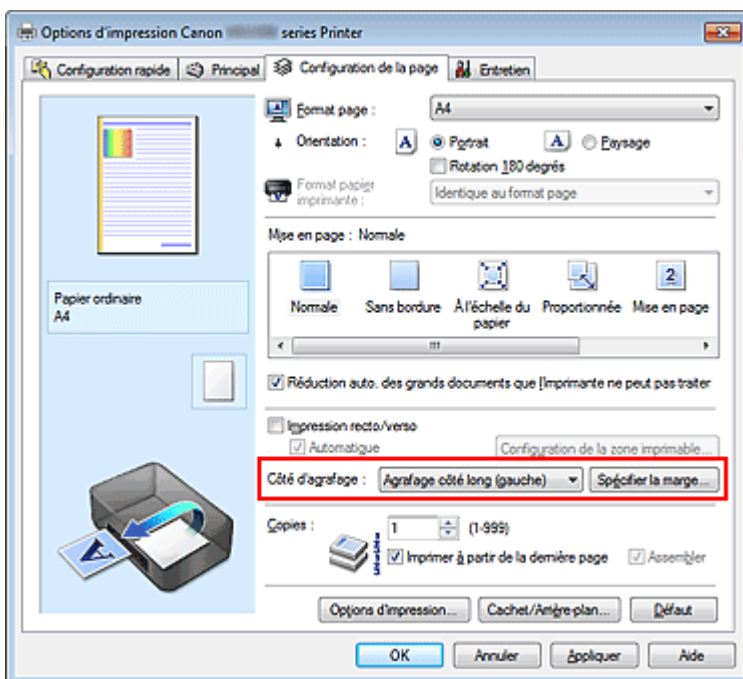 Options d'impression Canon series Printer
Configuration rapide Principal Configuration de la page Entretien
Format page : A4
Orientation : A Portrait A Paysage
Rotation 180 degrés
Format papier imprimante : Identique au format page
Mise en page : Normale
Normale Sans bordure À l'échelle du papier Proportionnée Mise en page
Papier ordinaire
A4
Réduction auto. des grands documents que l'imprimante ne peut pas traiter
Impression recto/verso
Automatique Configuration de la zone imprimable...
Côté d'agrafage : Agrafage côté long (gauche) Spécifier la marge...
Copies : 1 (1-999)
Imprimer à partir de la dernière page Assembler
Options d'impression... Cachet/Arrière-plan... Défaut
OK Annuler Appliquer Aide